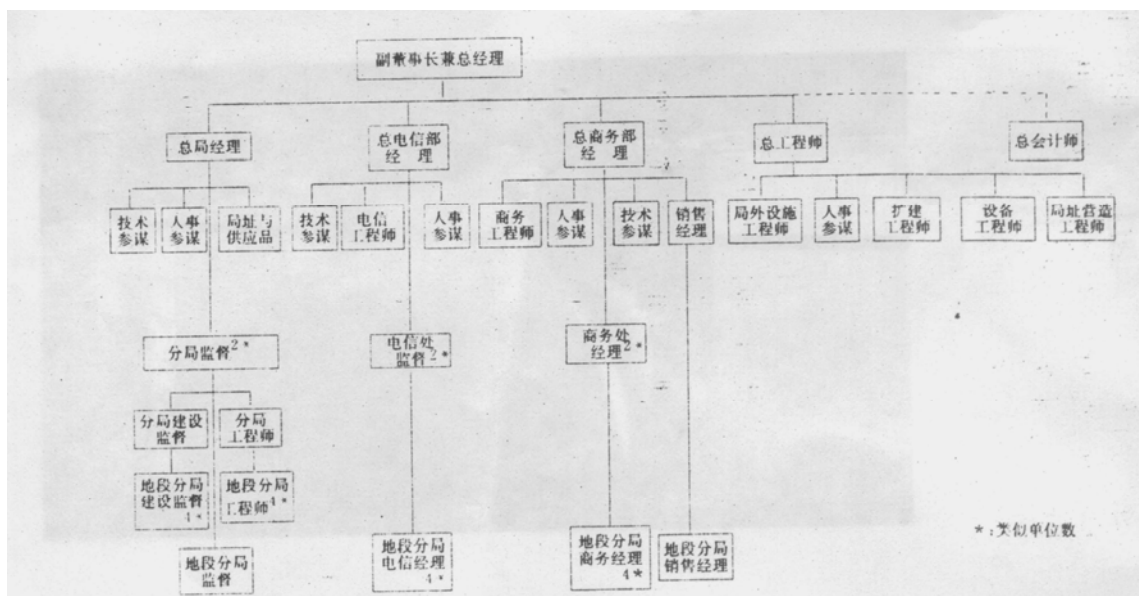 副董事长兼总经理
总局经理
总电信部
经 理
总商务部
经 理
总工程师
总会计师
技术
参谋
人事
参谋
局址与
供应品
技术
参谋
电信
工程师
人事
参谋
商务
工程师
人事
参谋
技术
参谋
销售
经理
局外设施
工程师
人事
参谋
扩建
工程师
设备
工程师
局址营造
工程师
分局监督2*
电信处
监督2*
商务处
经理2*
分局建设
监督
分局
工程师
地段分局
建设监督
4*
地段分局
工程师4*
地段分局
监督
地段分局
电信经理
4*
地段分局
商务经理
4*
地段分局
销售经理
*:类似单位数